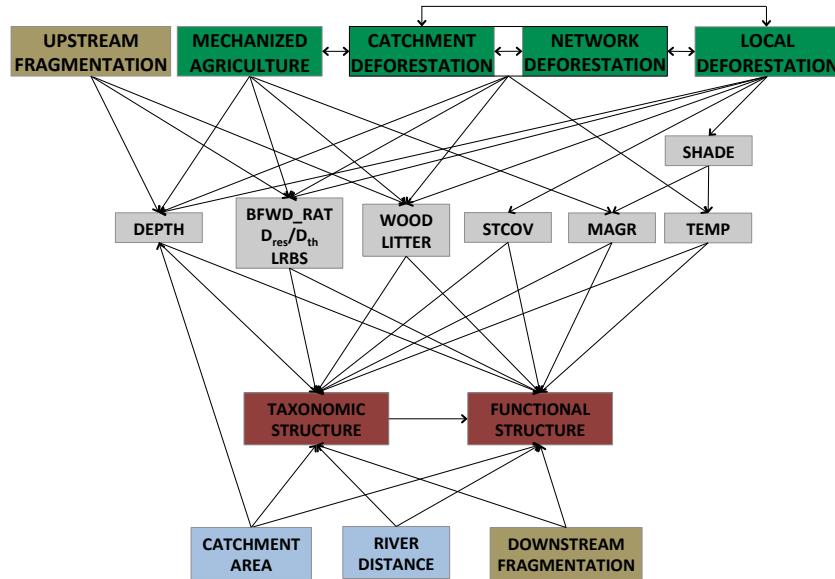 UPSTREAM
FRAGMENTATION
MECHANIZED
AGRICULTURE
CATCHMENT
DEFORESTATION
NETWORK
DEFORESTATION
LOCAL
DEFORESTATION
SHADE
DEPTH
BFWD_RAT
Dres/Dth
LRBS
WOOD
LITTER
STCOV
MAGR
TEMP
TAXONOMIC
STRUCTURE
FUNCTIONAL
STRUCTURE
CATCHMENT
AREA
RIVER
DISTANCE
DOWNSTREAM
FRAGMENTATION